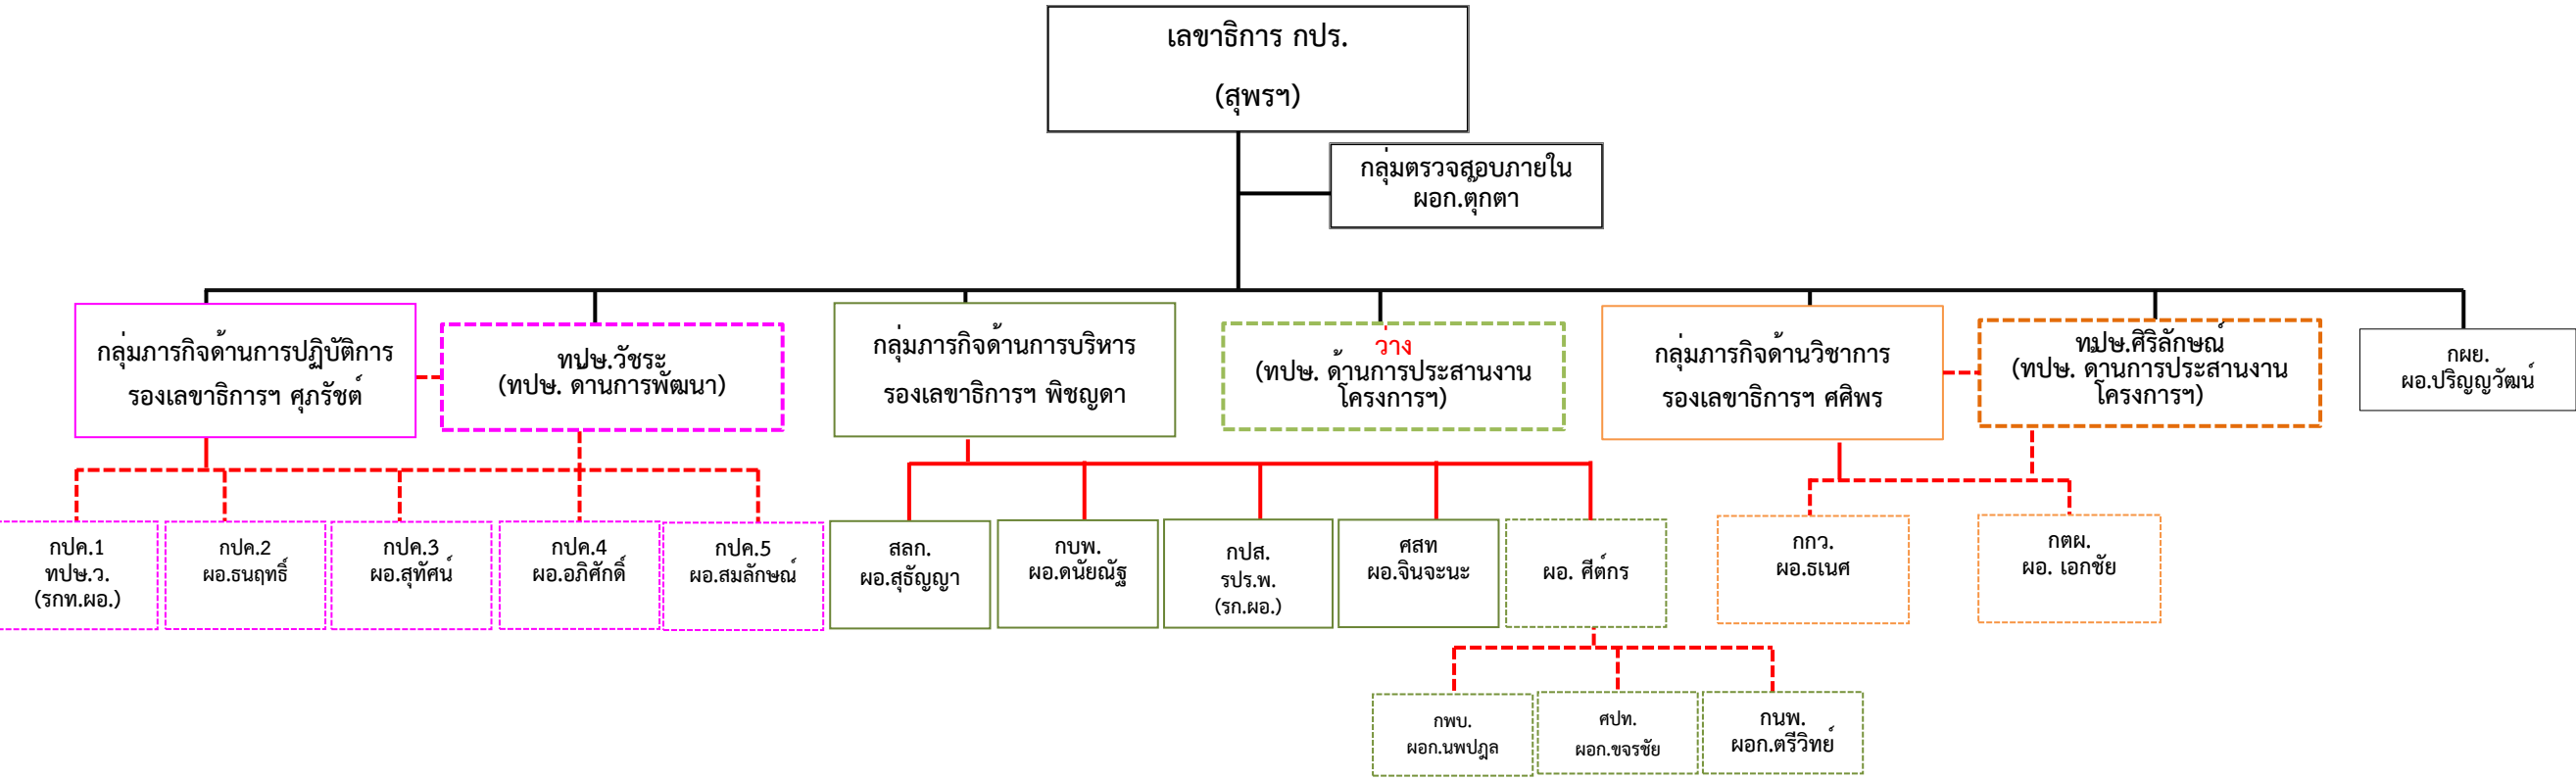 เลขาธิการ กปร.
(สุพรฯ)
กลุ่มตรวจสอบภายใน
ผอก.ตุ๊กตา
กลุ่มภารกิจด้านการปฏิบัติการ
รองเลขาธิการฯ ศุภรัชต์
ทปษ.วัชระ
(ทปษ. ด้านการพัฒนา)
กลุ่มภารกิจด้านการบริหาร
รองเลขาธิการฯ พิชญดา
ว่าง
(ทปษ. ด้านการประสานงาน
โครงการฯ)
กลุ่มภารกิจด้านวิชาการ
รองเลขาธิการฯ ศศิพร
ทปษ.ศิริลักษณ์
(ทปษ. ด้านการประสานงาน
โครงการฯ)
กผย.
ผอ.ปริญญวัฒน์
กปค.1
ทปษ.ว.
(รกท.ผอ.)
กปค.2
ผอ.ธนฤทธิ์
กปค.3
ผอ.สุทัศน์
กปค.4
ผอ.อภิศักดิ์
กปค.5
ผอ.สมลักษณ์
สลก.
ผอ.สุธัญญา
กบพ.
ผอ.ดนัยณัฐ
กปส.
รปร.พ.
(รก.ผอ.)
ศสท
ผอ.จินจะนะ
ผอ. ศีต์กร
กกว.
ผอ.ธเนศ
กตผ.
ผอ. เอกชัย
กพบ.
ผอก.นพปฎล
ศปท.
ผอก.ขจรชัย
กนพ.
ผอก.ตรีวิทย์